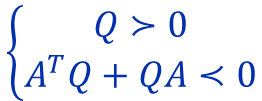 Q ≻ 0
AᵀQ + QA ≺ 0